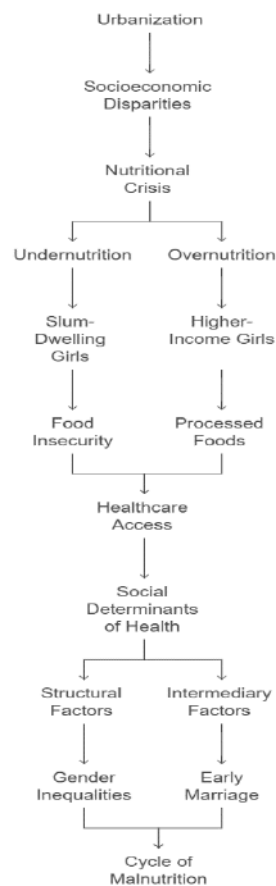 Urbanization
Socioeconomic
Disparities
Nutritional
Crisis
Undernutrition
Overnutrition
Slum-
Dwelling
Girls
Higher-
Income Girls
Food
Insecurity
Processed
Foods
Healthcare
Access
Social
Determinants
of Health
Structural
Factors
Intermediary
Factors
Gender
Inequalities
Early
Marriage
Cycle of
Malnutrition